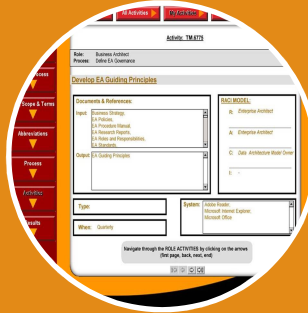 All Activities
My Activities
Activity: TM.6779
Role: Business Architect
Process: Define EA Governance
Develop EA Guiding Principles
Scope & Terms
Abbreviations
Process
Activities
Documents & References:
Input: Business Strategy,
EA Policies,
EA Procedure Manual,
EA Research Reports,
EA Roles and Responsibilities,
EA Standards,
Output: EA Guiding Principles
RACI MODEL:
R: Enterprise Architect
A: Enterprise Architect
C: Data Architecture Model Owner
I: -
Type:
When: Quarterly
System: Adobe Reader,
Microsoft Internet Explorer,
Microsoft Office
Navigate through the ROLE ACTIVITIES by clicking on the arrows
(first page, back, next, end)